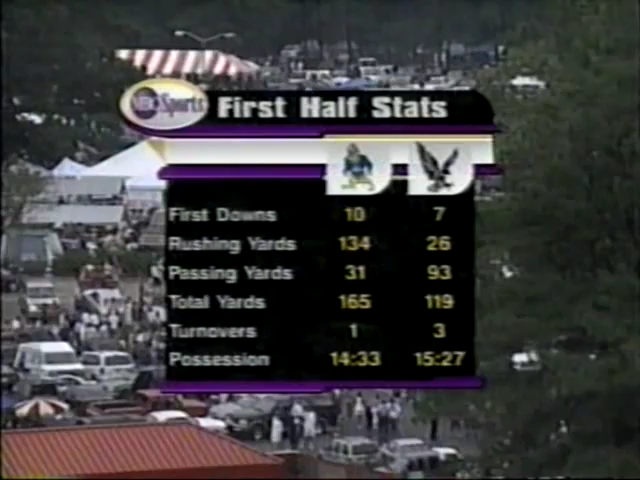 NBC Sports First Half Stats
First Downs 10 7
Rushing Yards 134 26
Passing Yards 31 93
Total Yards 165 119
Turnovers 1 3
Possession 14:33 15:27